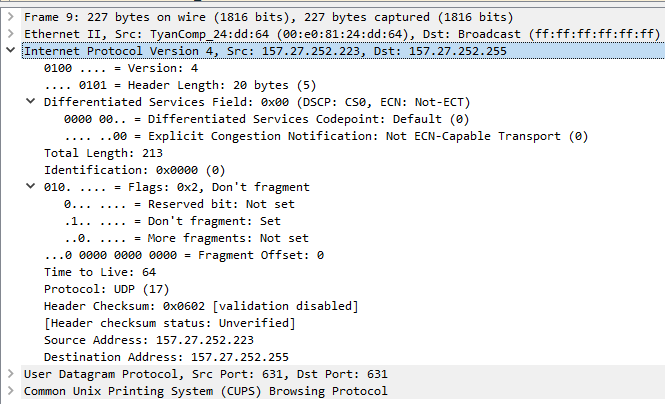 Frame 9: 227 bytes on wire (1816 bits), 227 bytes captured (1816 bits)
Ethernet II, Src: TyanComp_24:dd:64 (00:e0:81:24:dd:64), Dst: Broadcast (ff:ff:ff:ff:ff:ff)
Internet Protocol Version 4, Src: 157.27.252.223, Dst: 157.27.252.255
0100 .... = Version: 4
.... 0101 = Header Length: 20 bytes (5)
Differentiated Services Field: 0x00 (DSCP: CS0, ECN: Not-ECT)
0000 00.. = Differentiated Services Codepoint: Default (0)
.... ..00 = Explicit Congestion Notification: Not ECN-Capable Transport (0)
Total Length: 213
Identification: 0x0000 (0)
010. .... = Flags: 0x2, Don't fragment
0... .... = Reserved bit: Not set
.1.. .... = Don't fragment: Set
..0. .... = More fragments: Not set
...0 0000 0000 0000 = Fragment Offset: 0
Time to Live: 64
Protocol: UDP (17)
Header Checksum: 0x0602 [validation disabled]
[Header checksum status: Unverified]
Source Address: 157.27.252.223
Destination Address: 157.27.252.255
User Datagram Protocol, Src Port: 631, Dst Port: 631
Common Unix Printing System (CUPS) Browsing Protocol